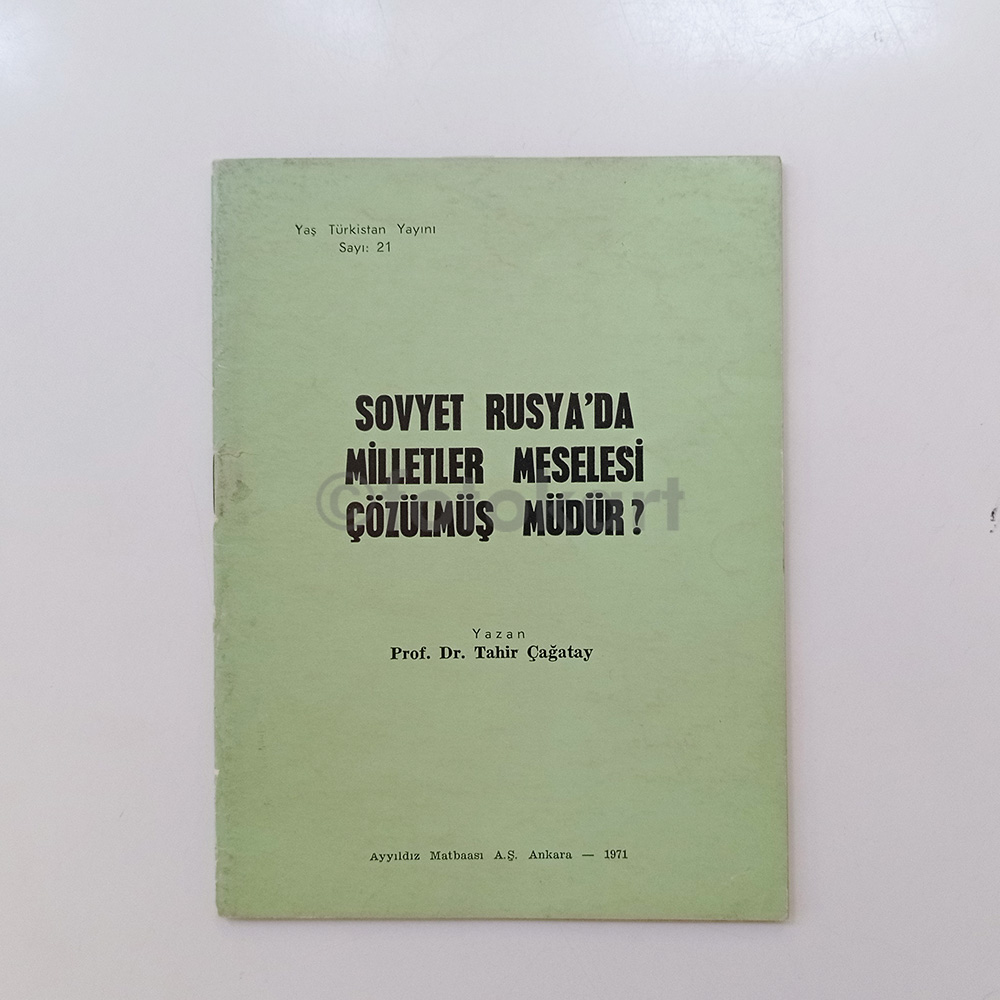 Yaş Türkistan Yayını
Sayı: 21
SOVYET RUSYA'DA
MİLLETLER MESELESİ
ÇÖZÜLMÜŞ MÜDÜR?
©fotokart
Yazan
Prof. Dr. Tahir Çağatay
Ayyıldız Matbaası A.Ş. Ankara — 1971